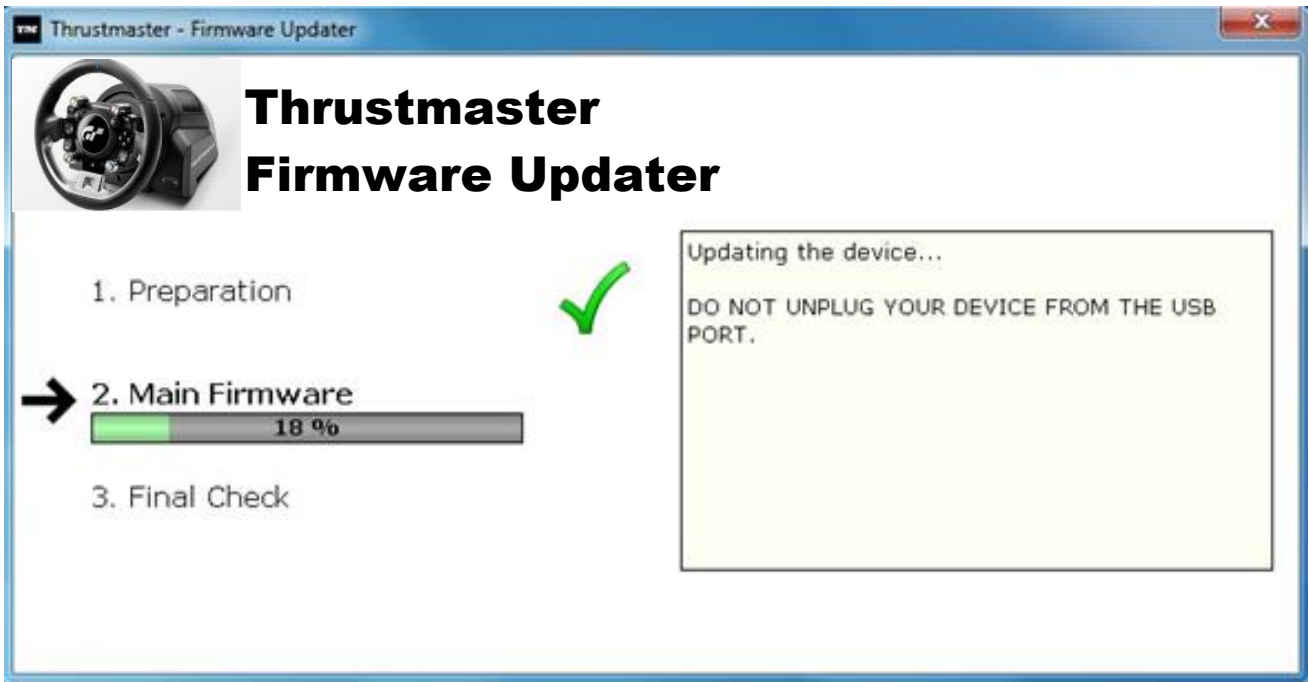 Thrustmaster - Firmware Updater
Thrustmaster
Firmware Updater
1. Preparation
2. Main Firmware
18 %
3. Final Check
Updating the device...
DO NOT UNPLUG YOUR DEVICE FROM THE USB
PORT.